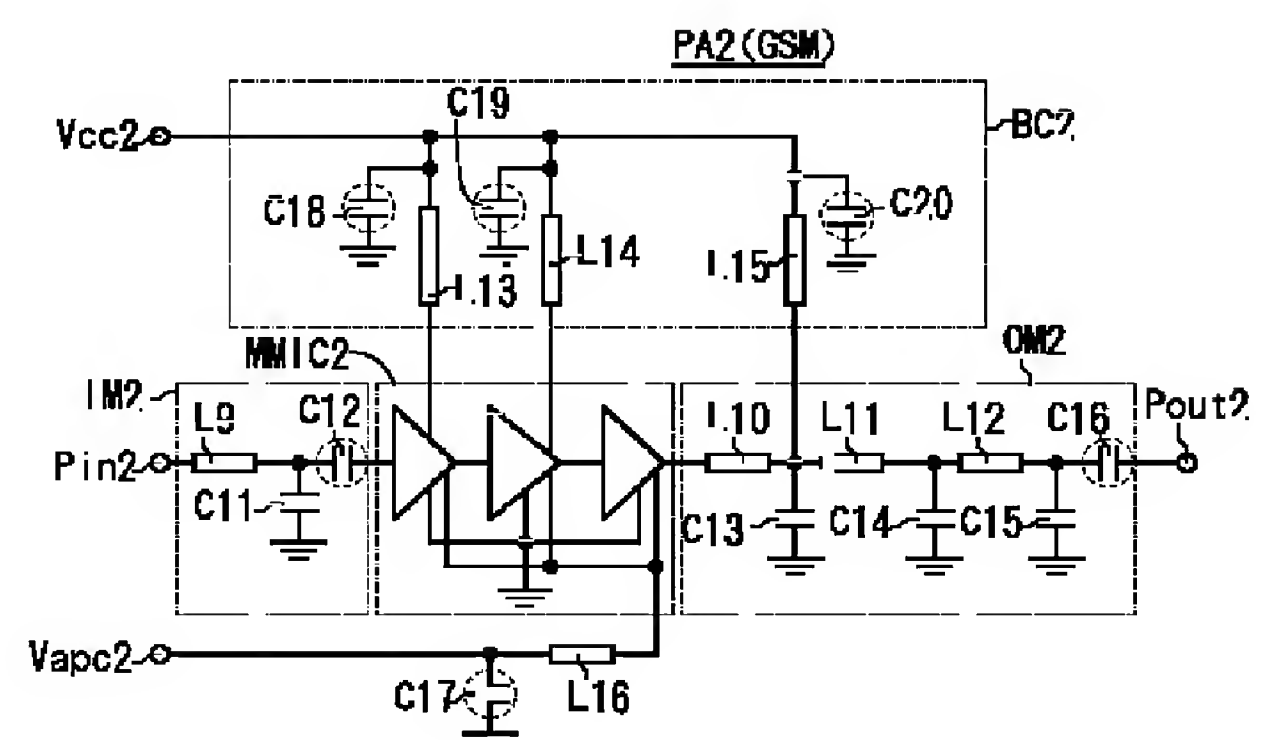 PA2(GSM)
C19
Vcc2
BC2
C18
C20
L14
L15
L13
MMIC2
OM2
IM2
L9
C12
L10
L11
L12
C16
Pout2
Pin2
C11
C13
C14
C15
Vapc2
C17
L16